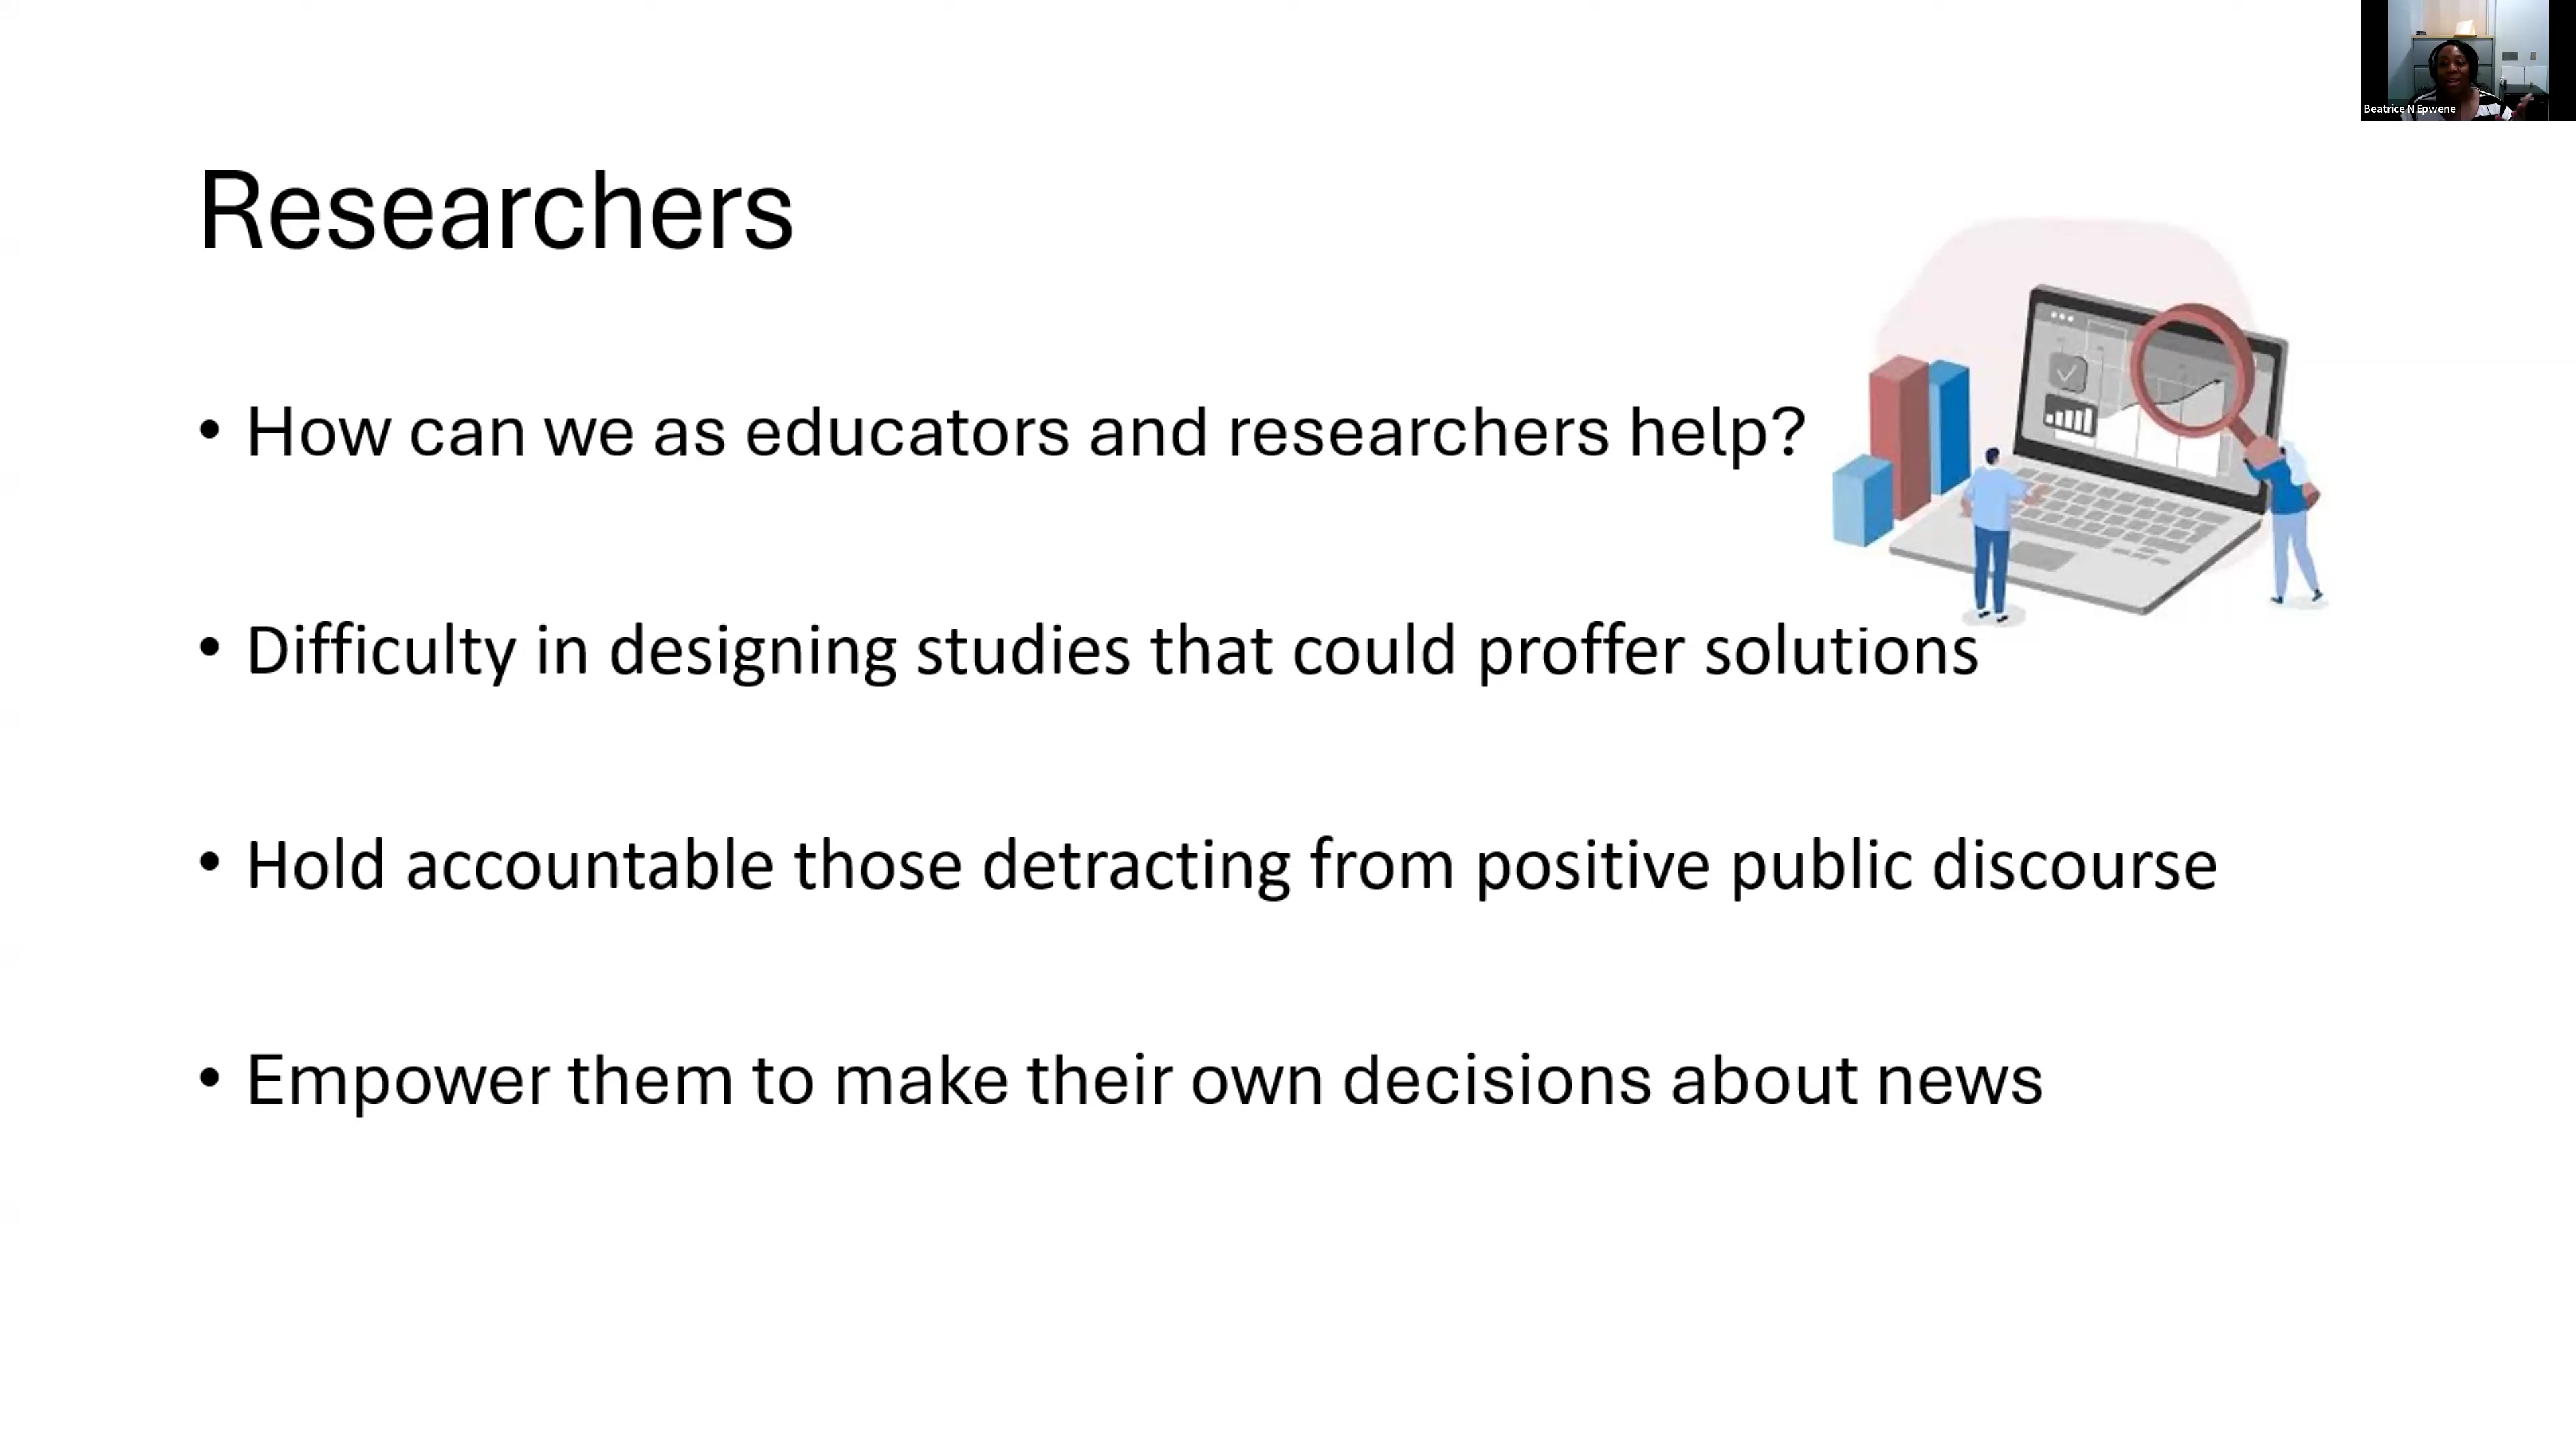 Beatrice N Epwene
Researchers
• How can we as educators and researchers help?
• Difficulty in designing studies that could proffer solutions
• Hold accountable those detracting from positive public discourse
• Empower them to make their own decisions about news